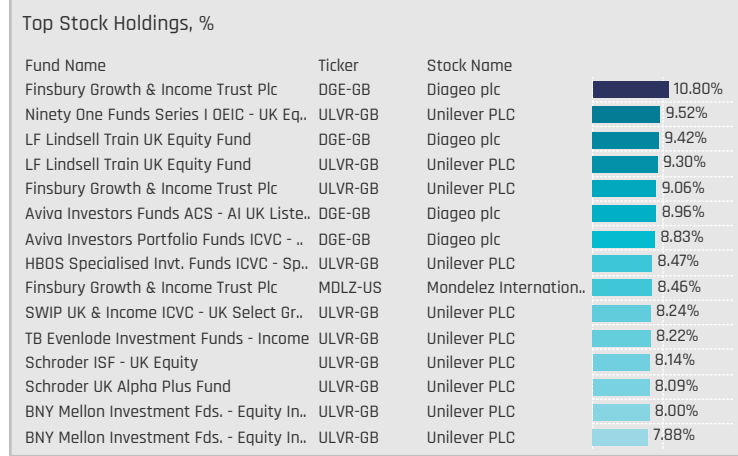 Top Stock Holdings, %
Fund Name Ticker Stock Name
Finsbury Growth & Income Trust Plc DGE-GB Diageo plc 10.80%
Ninety One Funds Series I OEIC - UK Eq.. ULVR-GB Unilever PLC 9.52%
LF Lindsell Train UK Equity Fund DGE-GB Diageo plc 9.42%
LF Lindsell Train UK Equity Fund ULVR-GB Unilever PLC 9.30%
Finsbury Growth & Income Trust Plc ULVR-GB Unilever PLC 9.06%
Aviva Investors Funds ACS - AI UK Liste.. DGE-GB Diageo plc 8.96%
Aviva Investors Portfolio Funds ICVC - .. DGE-GB Diageo plc 8.83%
HBOS Specialised Invt. Funds ICVC - Sp.. ULVR-GB Unilever PLC 8.47%
Finsbury Growth & Income Trust Plc MDLZ-US Mondelez Internation.. 8.46%
SWIP UK & Income ICVC - UK Select Gr.. ULVR-GB Unilever PLC 8.24%
TB Evenlode Investment Funds - Income ULVR-GB Unilever PLC 8.22%
Schroder ISF - UK Equity ULVR-GB Unilever PLC 8.14%
Schroder UK Alpha Plus Fund ULVR-GB Unilever PLC 8.09%
BNY Mellon Investment Fds. - Equity In.. ULVR-GB Unilever PLC 8.00%
BNY Mellon Investment Fds. - Equity In.. ULVR-GB Unilever PLC 7.88%